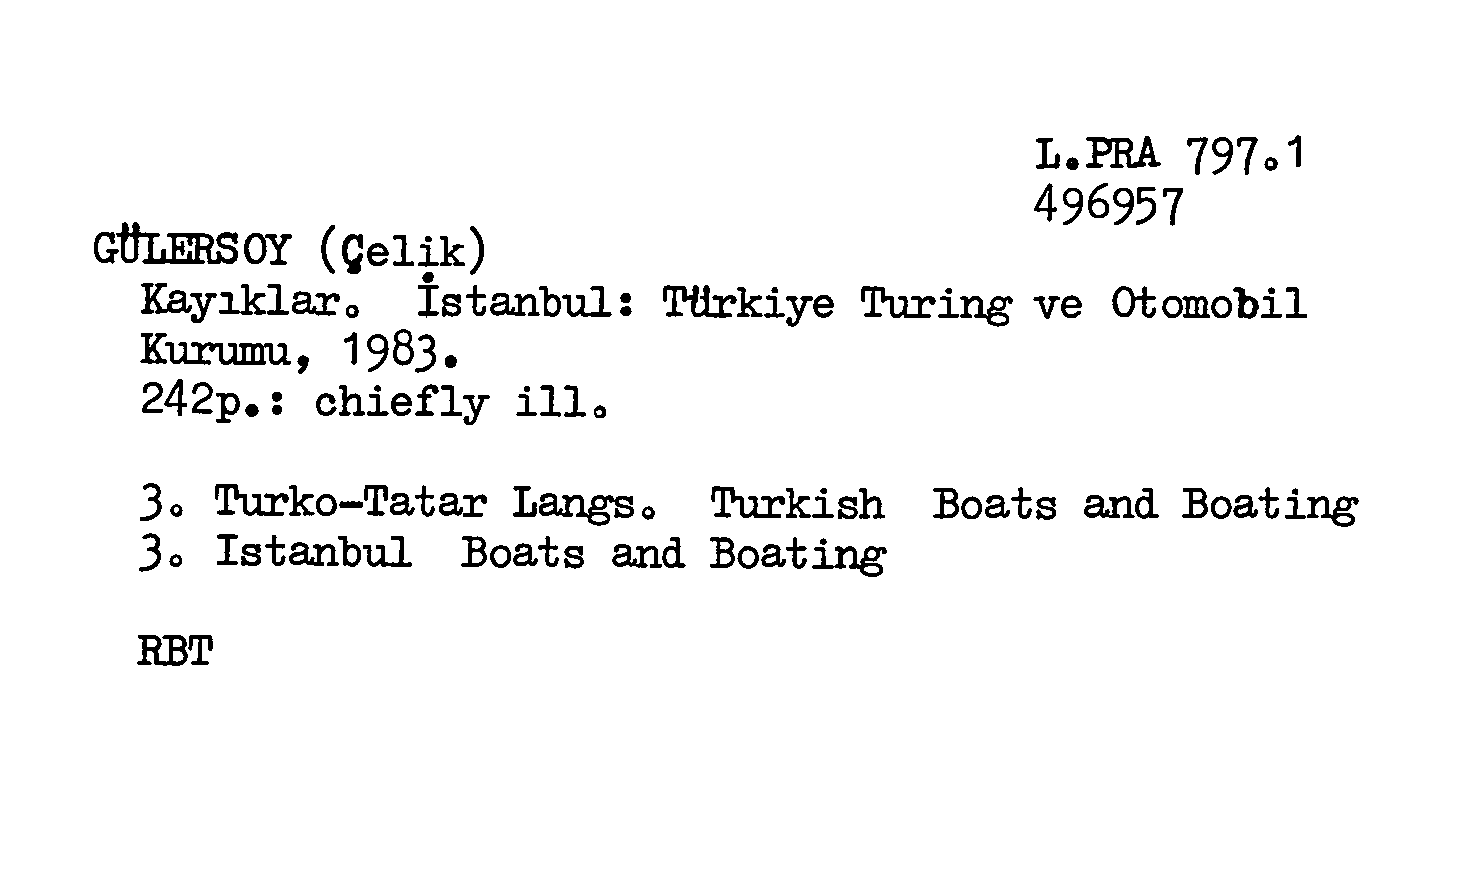 L.PRA 797.1
496957
GÜLERSOY (Çelik)
Kayıklar. İstanbul: Türkiye Turing ve Otomobil
Kurumu, 1983.
242p.: chiefly ill.
3. Turko-Tatar Langs. Turkish Boats and Boating
3. Istanbul Boats and Boating
RBT